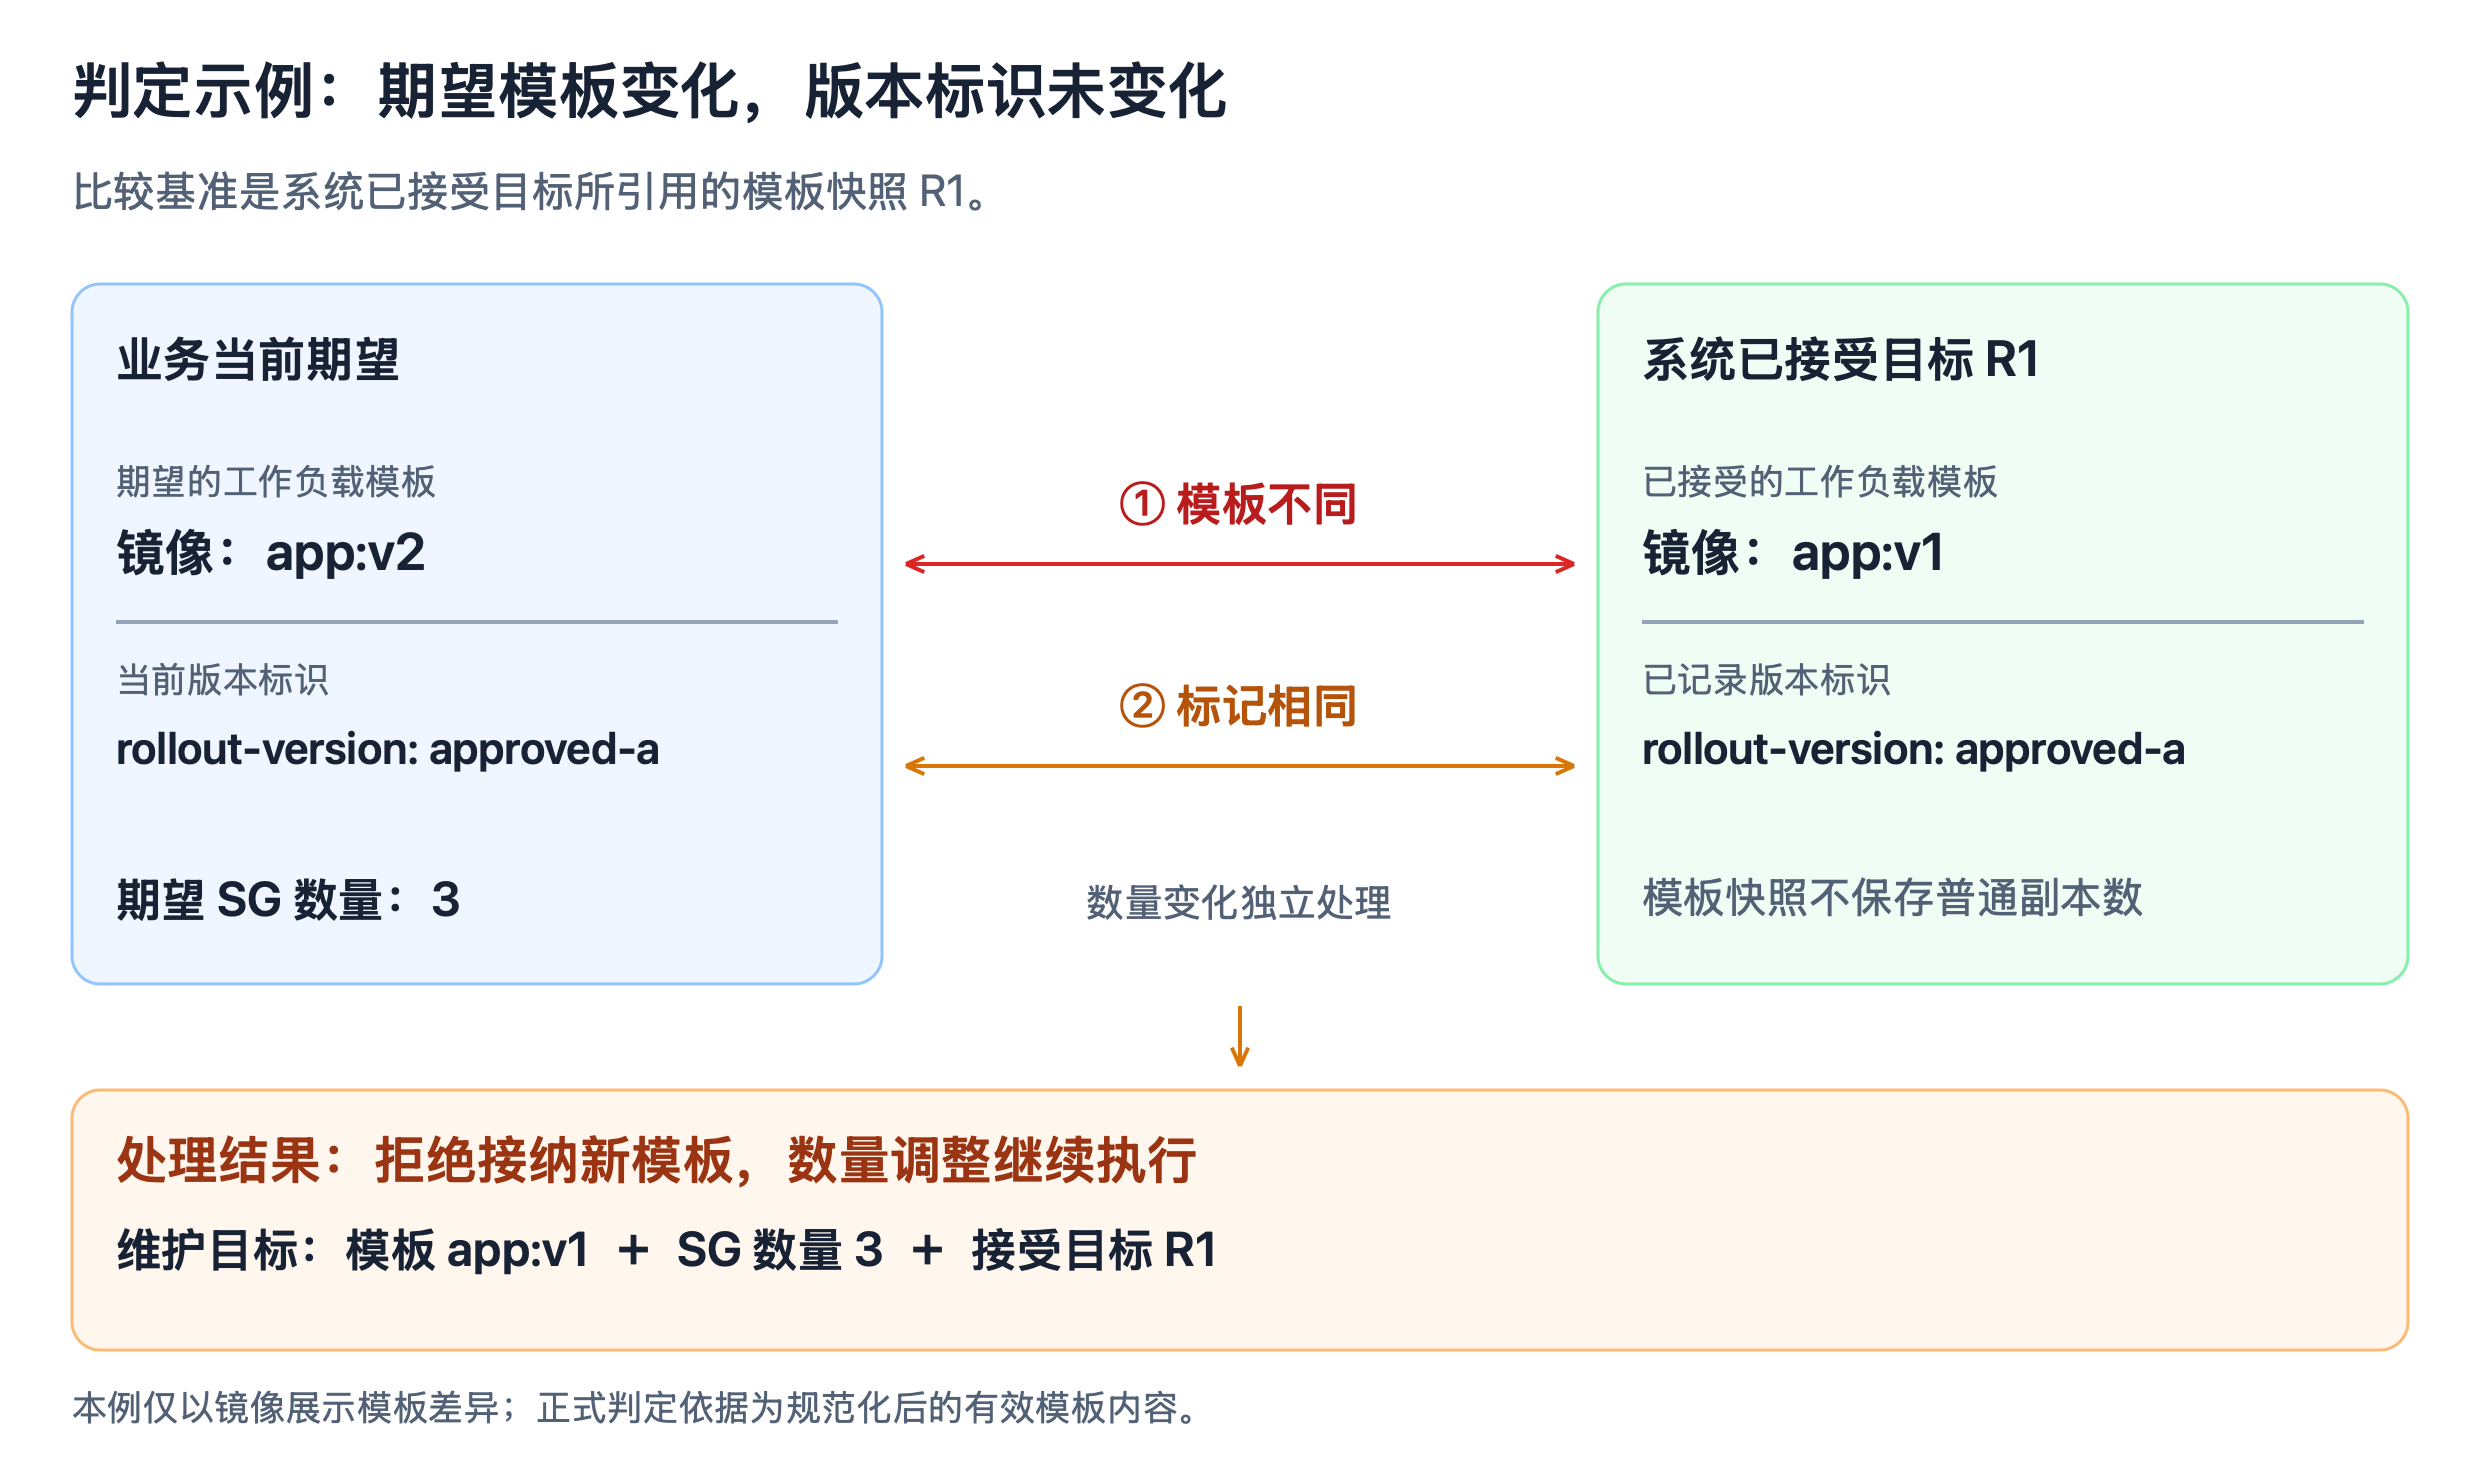 判定示例：期望模板变化，版本标识未变化
比较基准是系统已接受目标所引用的模板快照 R1。
业务当前期望
期望的工作负载模板
镜像：app:v2
当前版本标识
rollout-version: approved-a
期望 SG 数量：3
① 模板不同
② 标记相同
数量变化独立处理
系统已接受目标 R1
已接受的工作负载模板
镜像：app:v1
已记录版本标识
rollout-version: approved-a
模板快照不保存普通副本数
处理结果：拒绝接纳新模板，数量调整继续执行
维护目标：模板 app:v1 + SG 数量 3 + 接受目标 R1
本例仅以镜像展示模板差异；正式判定依据为规范化后的有效模板内容。